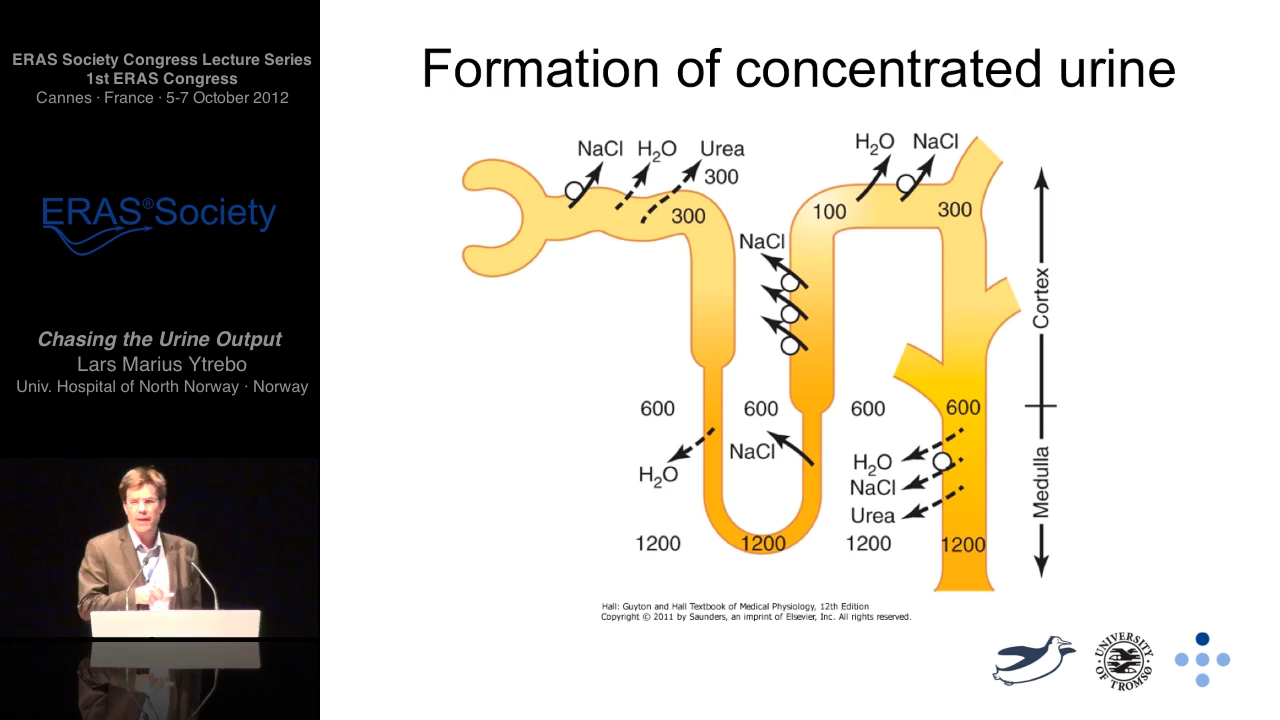 ERAS Society Congress Lecture Series
1st ERAS Congress
Cannes · France · 5-7 October 2012
ERAS®Society
Chasing the Urine Output
Lars Marius Ytrebo
Univ. Hospital of North Norway · Norway
Formation of concentrated urine
NaCl H₂O Urea
300
300
H₂O NaCl
100
300
NaCl
Cortex
600
600
600
600
H₂O
NaCl
H₂O
NaCl
Urea
Medulla
1200
1200
1200
1200
Hall: Guyton and Hall Textbook of Medical Physiology, 12th Edition
Copyright © 2011 by Saunders, an imprint of Elsevier, Inc. All rights reserved.
UNIVERSITY
OF TROMSØ